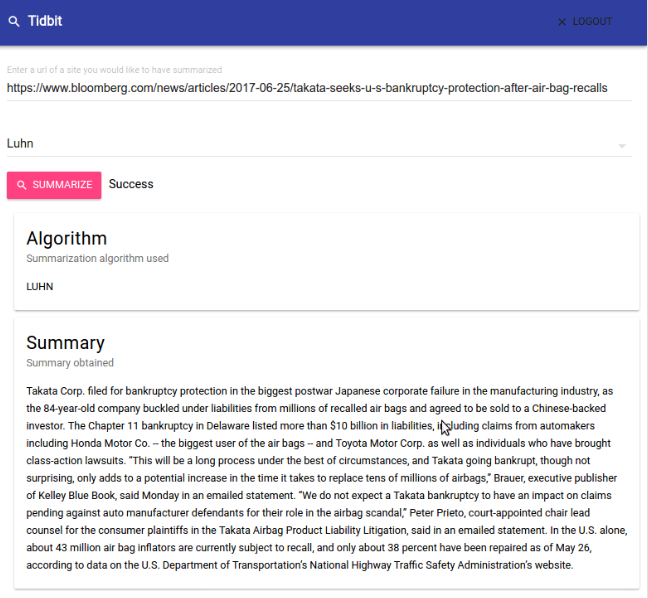 Tidbit
LOGOUT
Enter a url of a site you would like to have summarized
https://www.bloomberg.com/news/articles/2017-06-25/takata-seeks-u-s-bankruptcy-protection-after-air-bag-recalls
Luhn
SUMMARIZE Success
Algorithm
Summarization algorithm used
LUHN
Summary
Summary obtained
Takata Corp. filed for bankruptcy protection in the biggest postwar Japanese corporate failure in the manufacturing industry, as
the 84-year-old company buckled under liabilities from millions of recalled air bags and agreed to be sold to a Chinese-backed
investor. The Chapter 11 bankruptcy in Delaware listed more than $10 billion in liabilities, including claims from automakers
including Honda Motor Co. -- the biggest user of the air bags -- and Toyota Motor Corp. as well as individuals who have brought
class-action lawsuits. “This will be a long process under the best of circumstances, and Takata going bankrupt, though not
surprising, only adds to a potential increase in the time it takes to replace tens of millions of airbags,” Brauer, executive publisher
of Kelley Blue Book, said Monday in an emailed statement. “We do not expect a Takata bankruptcy to have an impact on claims
pending against auto manufacturer defendants for their role in the airbag scandal,” Peter Prieto, court-appointed chair lead
counsel for the consumer plaintiffs in the Takata Airbag Product Liability Litigation, said in an emailed statement. In the U.S. alone,
about 43 million air bag inflators are currently subject to recall, and only about 38 percent have been repaired as of May 26,
according to data on the U.S. Department of Transportation’s National Highway Traffic Safety Administration’s website.